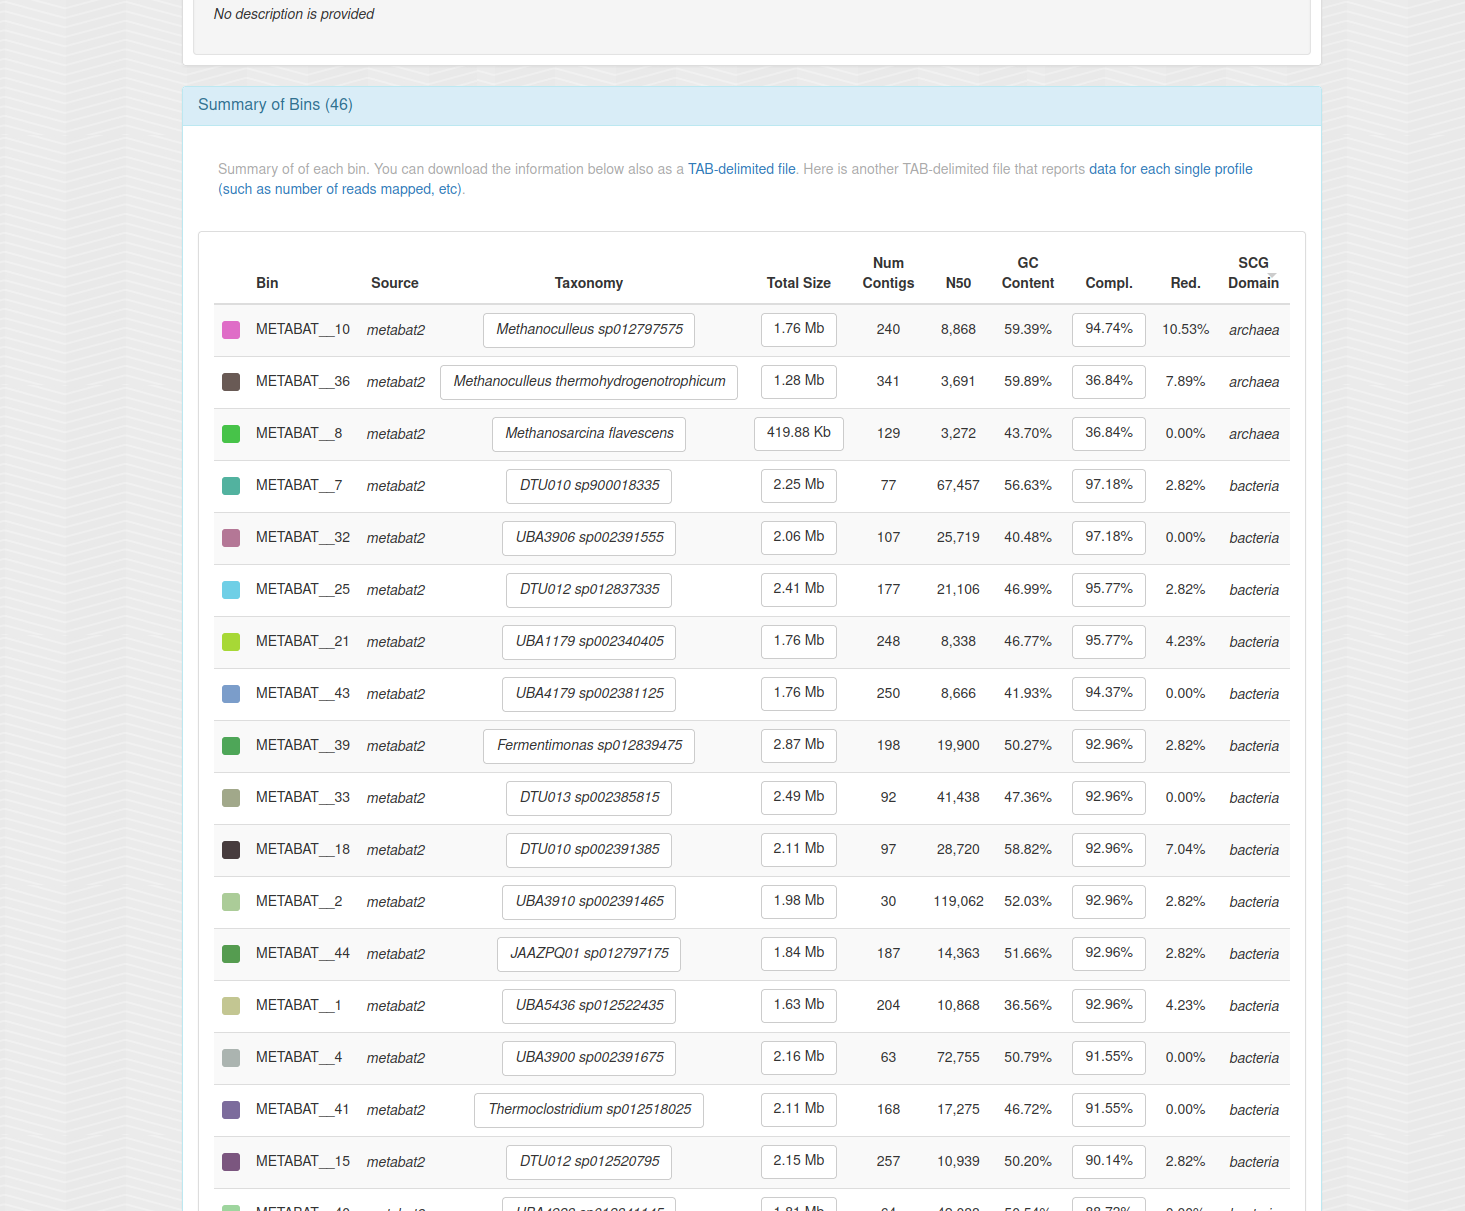 No description is provided
Summary of Bins (46)
Summary of of each bin. You can download the information below also as a TAB-delimited file. Here is another TAB-delimited file that reports data for each single profile
(such as number of reads mapped, etc).
Bin Source Taxonomy Total Size Num Contigs N50 GC Content Compl. Red. SCG Domain
METABAT__10 metabat2 Methanoculleus sp012797575 1.76 Mb 240 8,868 59.39% 94.74% 10.53% archaea
METABAT__36 metabat2 Methanoculleus thermohydrogenotrophicum 1.28 Mb 341 3,691 59.89% 36.84% 7.89% archaea
METABAT__8 metabat2 Methanosarcina flavescens 419.88 Kb 129 3,272 43.70% 36.84% 0.00% archaea
METABAT__7 metabat2 DTU010 sp900018335 2.25 Mb 77 67,457 56.63% 97.18% 2.82% bacteria
METABAT__32 metabat2 UBA3906 sp002391555 2.06 Mb 107 25,719 40.48% 97.18% 0.00% bacteria
METABAT__25 metabat2 DTU012 sp012837335 2.41 Mb 177 21,106 46.99% 95.77% 2.82% bacteria
METABAT__21 metabat2 UBA1179 sp002340405 1.76 Mb 248 8,338 46.77% 95.77% 4.23% bacteria
METABAT__43 metabat2 UBA4179 sp002381125 1.76 Mb 250 8,666 41.93% 94.37% 0.00% bacteria
METABAT__39 metabat2 Fermentimonas sp012839475 2.87 Mb 198 19,900 50.27% 92.96% 2.82% bacteria
METABAT__33 metabat2 DTU013 sp002385815 2.49 Mb 92 41,438 47.36% 92.96% 0.00% bacteria
METABAT__18 metabat2 DTU010 sp002391385 2.11 Mb 97 28,720 58.82% 92.96% 7.04% bacteria
METABAT__2 metabat2 UBA3910 sp002391465 1.98 Mb 30 119,062 52.03% 92.96% 2.82% bacteria
METABAT__44 metabat2 JAAZPQ01 sp012797175 1.84 Mb 187 14,363 51.66% 92.96% 2.82% bacteria
METABAT__1 metabat2 UBA5436 sp012522435 1.63 Mb 204 10,868 36.56% 92.96% 4.23% bacteria
METABAT__4 metabat2 UBA3900 sp002391675 2.16 Mb 63 72,755 50.79% 91.55% 0.00% bacteria
METABAT__41 metabat2 Thermoclostridium sp012518025 2.11 Mb 168 17,275 46.72% 91.55% 0.00% bacteria
METABAT__15 metabat2 DTU012 sp012520795 2.15 Mb 257 10,939 50.20% 90.14% 2.82% bacteria